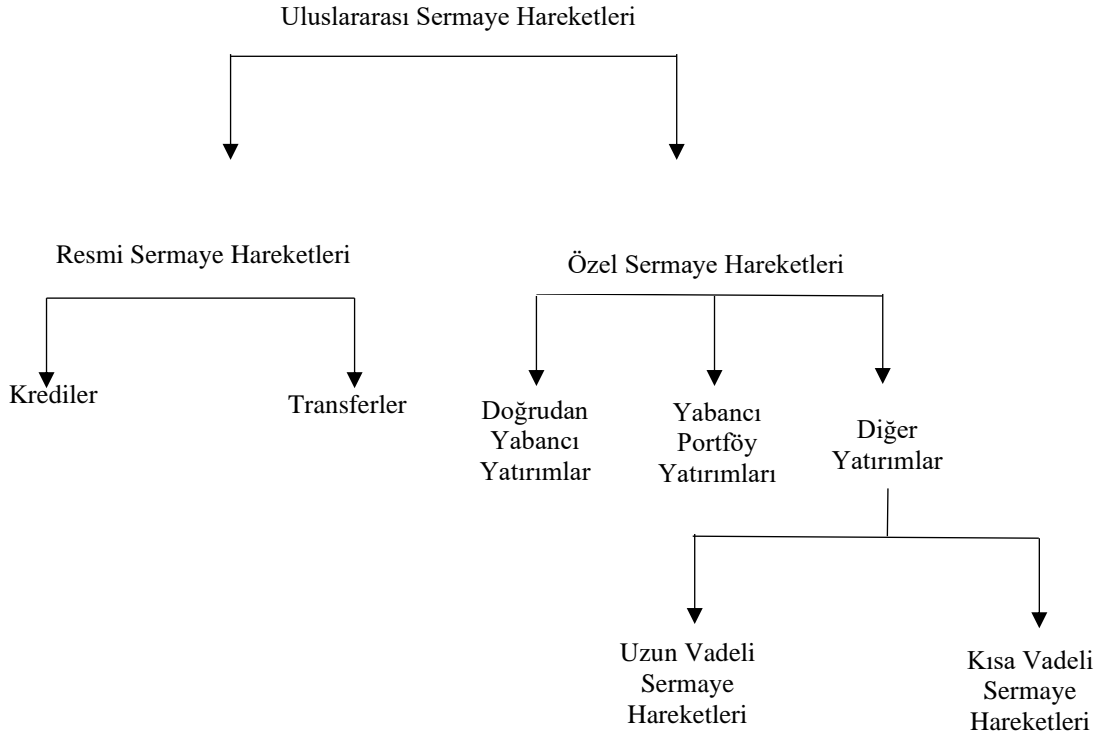 Uluslararası Sermaye Hareketleri
Resmi Sermaye Hareketleri
Özel Sermaye Hareketleri
Krediler
Transferler
Doğrudan
Yabancı
Yatırımlar
Yabancı
Portföy
Yatırımları
Diğer
Yatırımlar
Uzun Vadeli
Sermaye
Hareketleri
Kısa Vadeli
Sermaye
Hareketleri